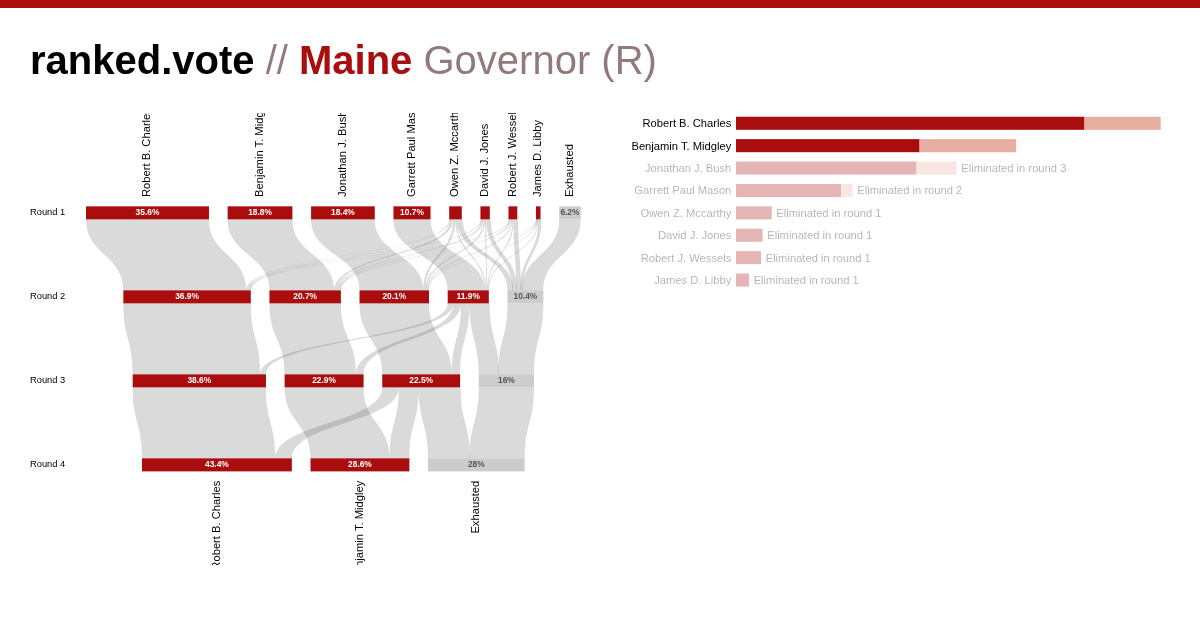 ranked.vote // Maine Governor (R)
Robert B. Charle
Benjamin T. Midg
Jonathan J. Bush
Garrett Paul Mas
Owen Z. Mccarth
David J. Jones
Robert J. Wessel
James D. Libby
Exhausted
Round 1
35.6%
18.8%
18.4%
10.7%
6.2%
Round 2
36.9%
20.7%
20.1%
11.9%
10.4%
Round 3
38.6%
22.9%
22.5%
16%
Round 4
43.4%
28.6%
28%
Robert B. Charles
njamin T. Midgley
Exhausted
Robert B. Charles
Benjamin T. Midgley
Jonathan J. Bush Eliminated in round 3
Garrett Paul Mason Eliminated in round 2
Owen Z. Mccarthy Eliminated in round 1
David J. Jones Eliminated in round 1
Robert J. Wessels Eliminated in round 1
James D. Libby Eliminated in round 1